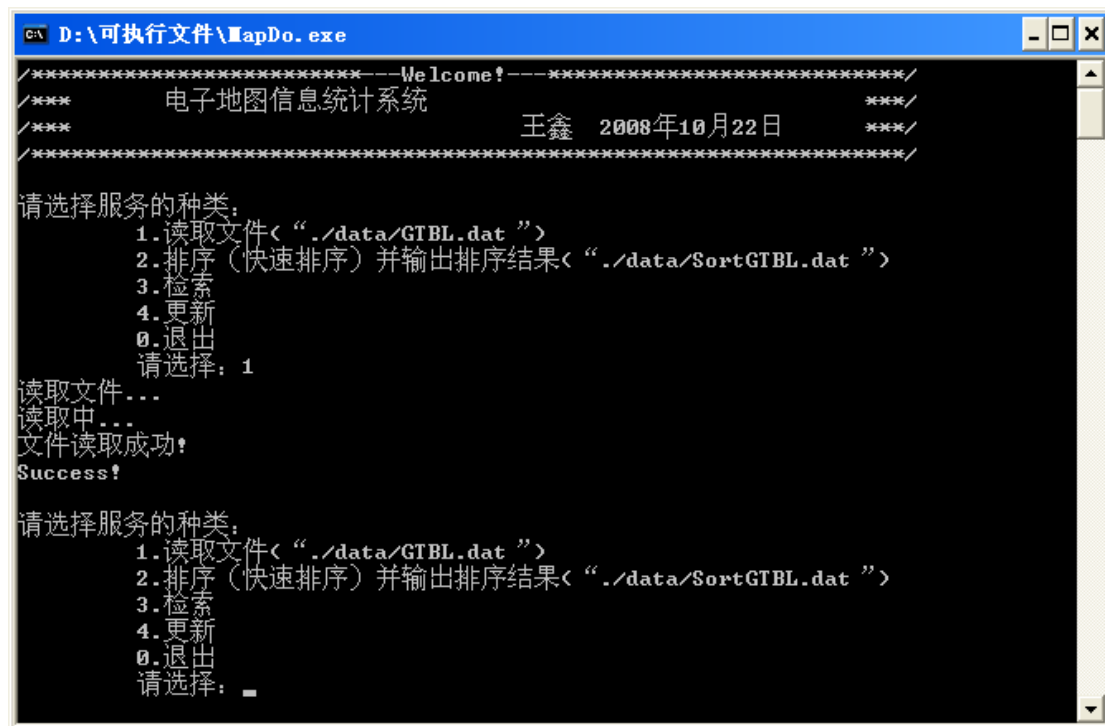 D:\可执行文件\MapDo.exe
/*************************---Welcome!---***************************/
/*** 电子地图信息统计系统 ***/
/*** 王鑫 2008年10月22日 ***/
/******************************************************************/
请选择服务的种类:
1.读取文件(“./data/GTBL.dat ”)
2.排序（快速排序）并输出排序结果(“./data/SortGTBL.dat ”)
3.检索
4.更新
0.退出
请选择: 1
读取文件...
读取中...
文件读取成功!
Success!
请选择服务的种类:
1.读取文件(“./data/GTBL.dat ”)
2.排序（快速排序）并输出排序结果(“./data/SortGTBL.dat ”)
3.检索
4.更新
0.退出
请选择: _